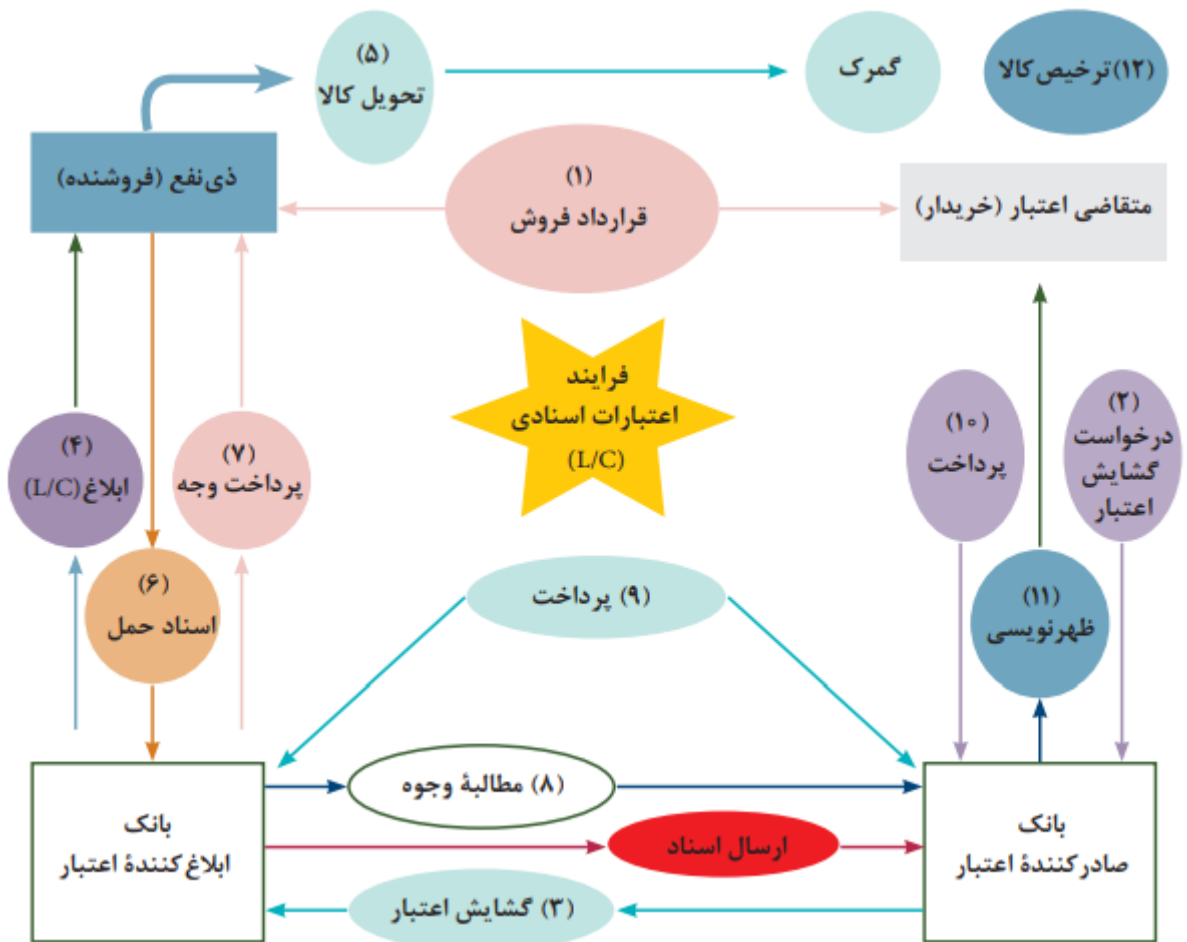 (۱۲) ترخیص کالا
گمرک
(۵)
تحویل کالا
متقاضی اعتبار (خریدار)
(۱)
قرارداد فروش
ذی‌نفع (فروشنده)
فرایند
اعتبارات اسنادی
(L/C)
(۲)
درخواست
گشایش
اعتبار
(۱۰)
پرداخت
(۷)
پرداخت وجه
(۴)
ابلاغ (L/C)
(۱۱)
ظهرنویسی
(۹) پرداخت
(۶)
اسناد حمل
بانک
صادرکنندهٔ اعتبار
(۸) مطالبهٔ وجوه
ارسال اسناد
(۳) گشایش اعتبار
بانک
ابلاغ‌کنندهٔ اعتبار